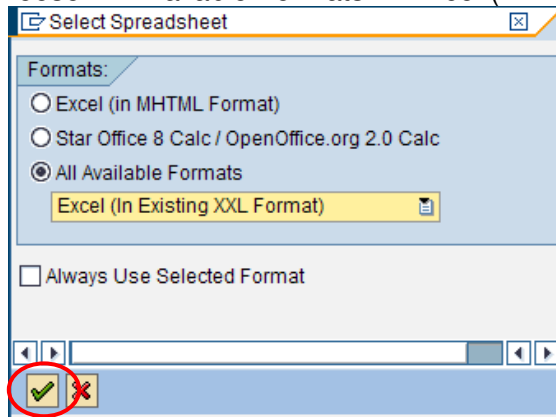 Select Spreadsheet
Formats:
Excel (in MHTML Format)
Star Office 8 Calc / OpenOffice.org 2.0 Calc
All Available Formats
Excel (In Existing XXL Format)
Always Use Selected Format